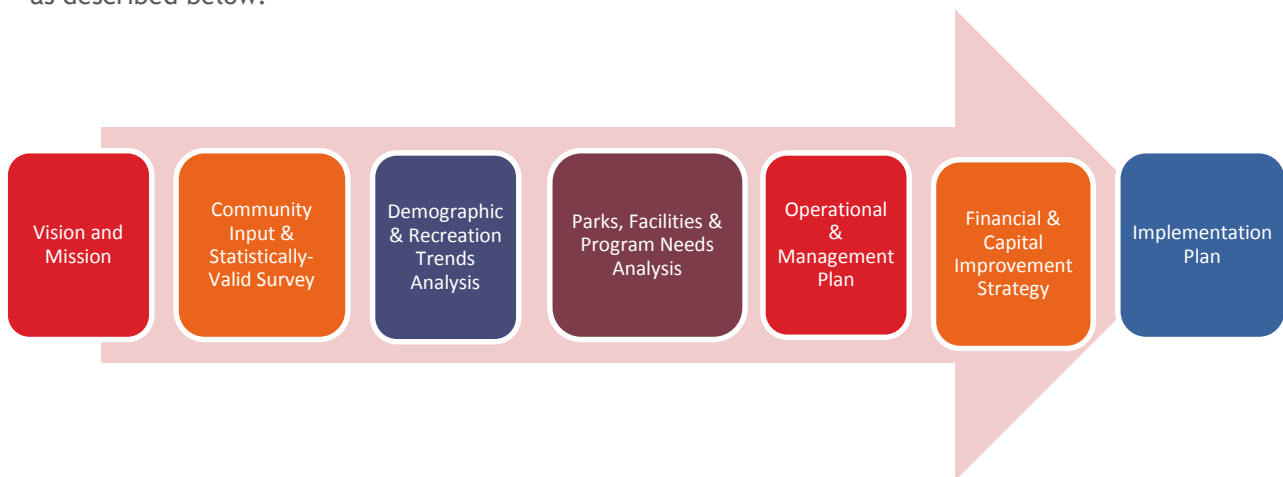 as described below.
Vision and
Mission
Community
Input &
Statistically-
Valid Survey
Demographic
& Recreation
Trends
Analysis
Parks, Facilities &
Program Needs
Analysis
Operational
&
Management
Plan
Financial &
Capital
Improvement
Strategy
Implementation
Plan